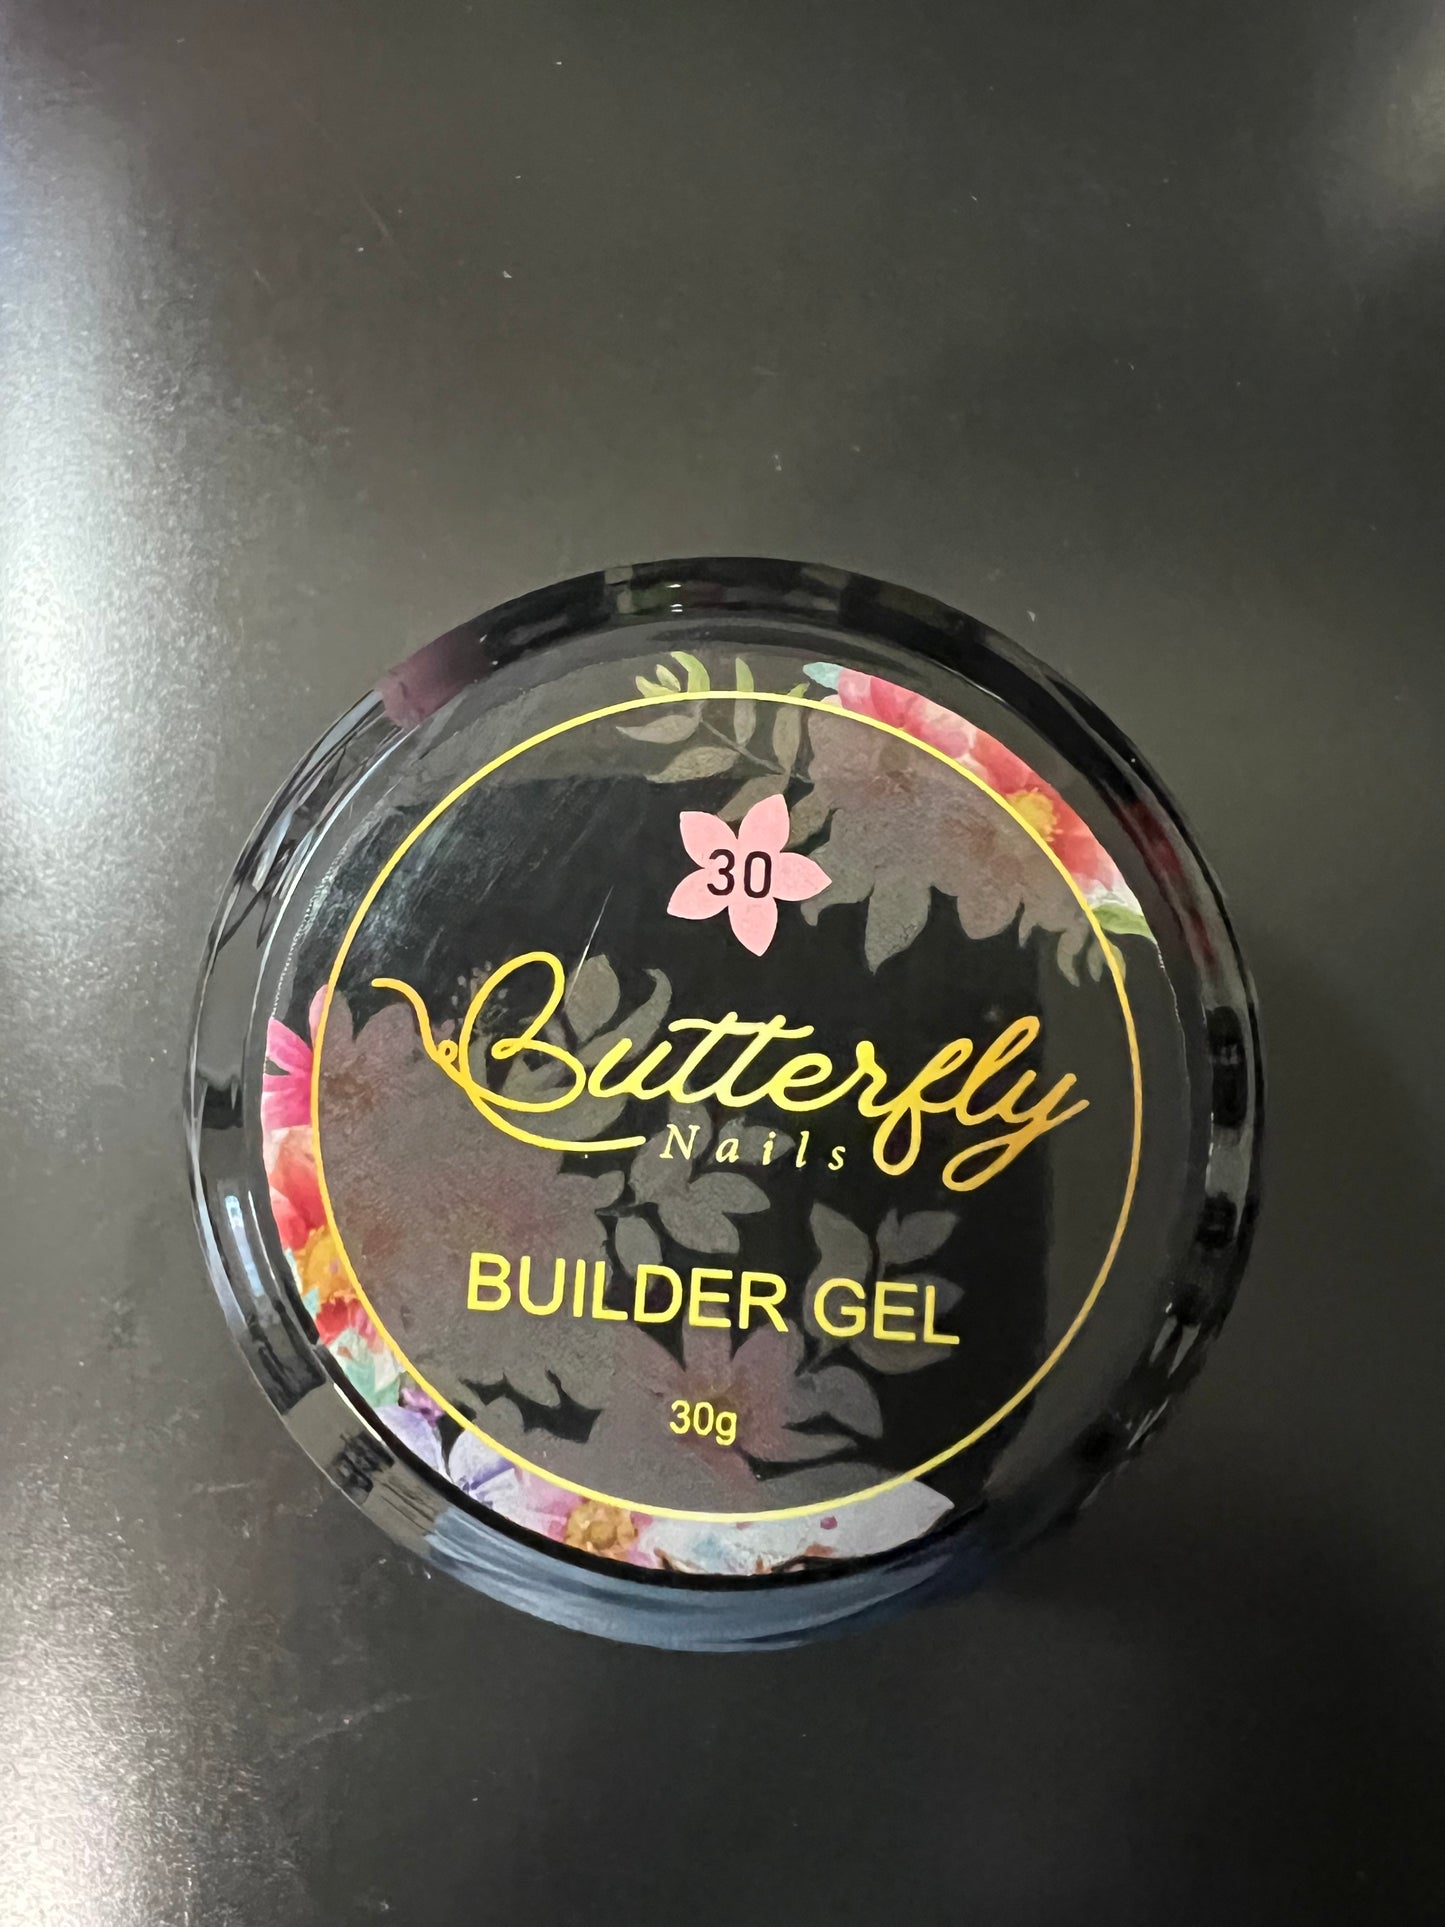 30
Butterfly
Nails
BUILDER GEL
30g